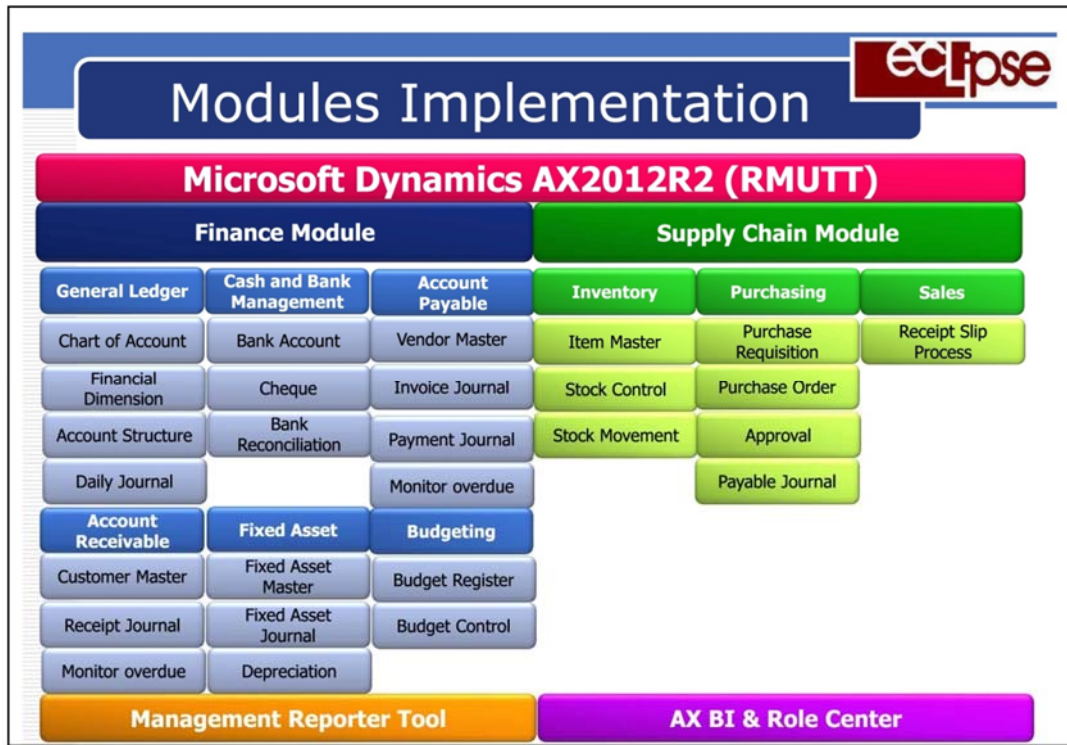 eclipse
Modules Implementation
Microsoft Dynamics AX2012R2 (RMUTT)
Finance Module
Supply Chain Module
General Ledger
Cash and Bank
Management
Account
Payable
Inventory
Purchasing
Sales
Chart of Account
Bank Account
Vendor Master
Item Master
Purchase
Requisition
Receipt Slip
Process
Financial
Dimension
Cheque
Invoice Journal
Stock Control
Purchase Order
Account Structure
Bank
Reconciliation
Payment Journal
Stock Movement
Approval
Daily Journal
Monitor overdue
Payable Journal
Account
Receivable
Fixed Asset
Budgeting
Customer Master
Fixed Asset
Master
Budget Register
Receipt Journal
Fixed Asset
Journal
Budget Control
Monitor overdue
Depreciation
Management Reporter Tool
AX BI & Role Center